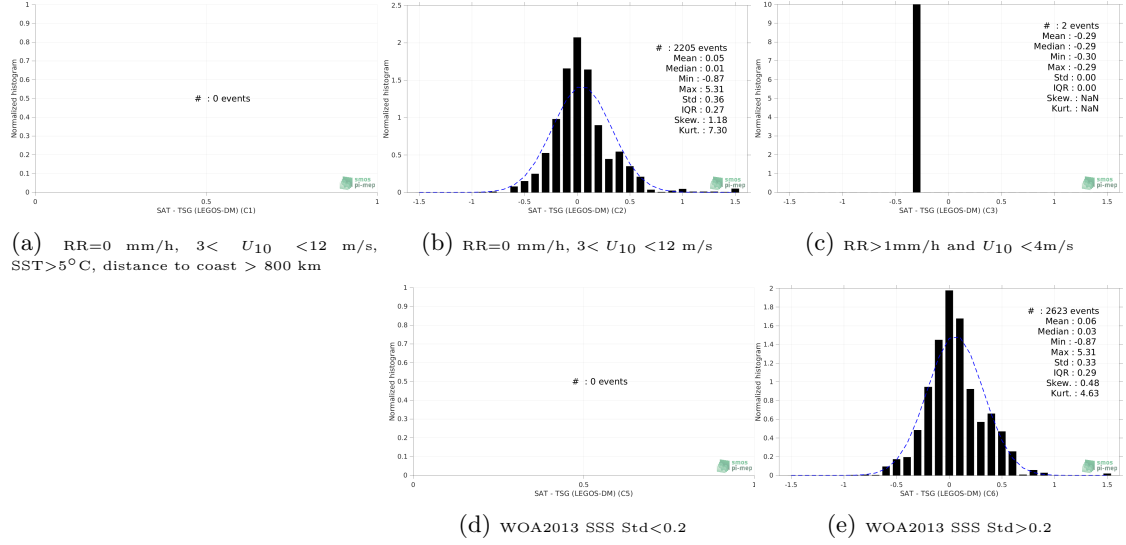 1
0.9
0.8
0.7
0.6
0.5
0.4
0.3
0.2
0.1
0
Normalized histogram
# : 0 events
0 0.5 1
SAT - TSG (LEGOS-DM) (C1)
smos
pi-mep
(a) RR=0 mm/h, 3< U10 <12 m/s,
SST>5°C, distance to coast > 800 km
2.5
2
1.5
1
0.5
0
Normalized histogram
# : 2205 events
Mean : 0.05
Median : 0.01
Min : -0.87
Max : 5.31
Std : 0.36
IQR : 0.27
Skew. : 1.18
Kurt. : 7.30
-1.5 -1 -0.5 0 0.5 1 1.5
SAT - TSG (LEGOS-DM) (C2)
smos
pi-mep
(b) RR=0 mm/h, 3< U10 <12 m/s
10
9
8
7
6
5
4
3
2
1
0
Normalized histogram
# : 2 events
Mean : -0.29
Median : -0.29
Min : -0.30
Max : -0.29
Std : 0.00
IQR : 0.00
Skew. : NaN
Kurt. : NaN
-1.5 -1 -0.5 0 0.5 1 1.5
SAT - TSG (LEGOS-DM) (C3)
smos
pi-mep
(c) RR>1mm/h and U10 <4m/s
1
0.9
0.8
0.7
0.6
0.5
0.4
0.3
0.2
0.1
0
Normalized histogram
# : 0 events
0 0.5 1
SAT - TSG (LEGOS-DM) (C5)
smos
pi-mep
(d) WOA2013 SSS Std<0.2
2
1.8
1.6
1.4
1.2
1
0.8
0.6
0.4
0.2
0
Normalized histogram
# : 2623 events
Mean : 0.06
Median : 0.03
Min : -0.87
Max : 5.31
Std : 0.33
IQR : 0.29
Skew. : 0.48
Kurt. : 4.63
-1.5 -1 -0.5 0 0.5 1 1.5
SAT - TSG (LEGOS-DM) (C6)
smos
pi-mep
(e) WOA2013 SSS Std>0.2